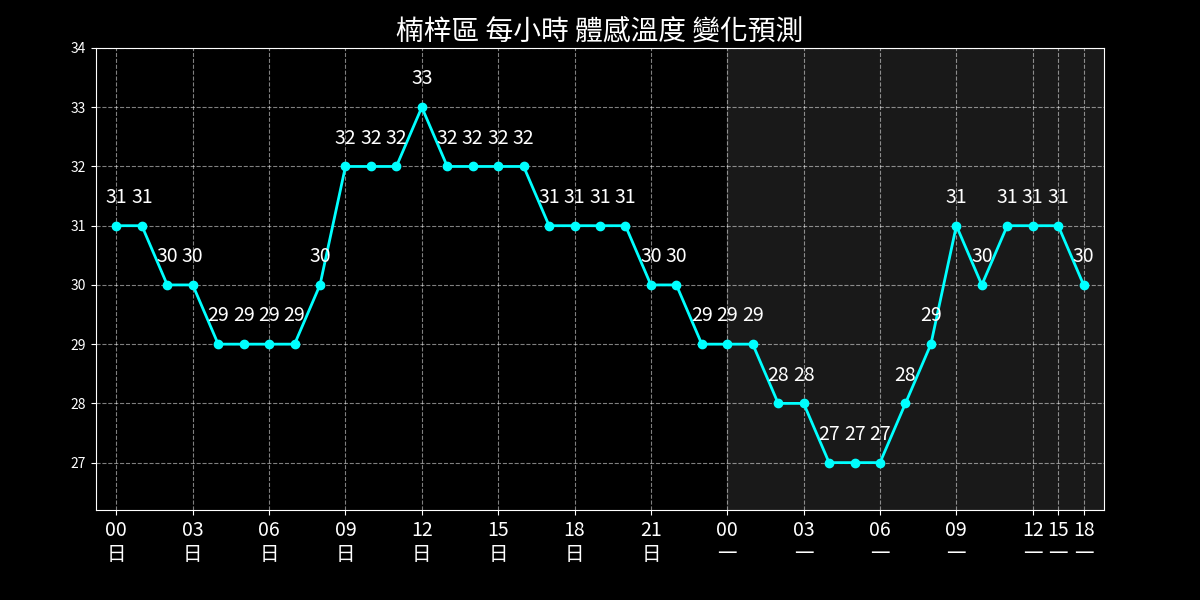 楠梓區 每小時 體感溫度 變化預測
34
33
32
31
30
29
28
27
33
32 32 32 32 32 32 32
31 31 31 31 31 31 31 31 31 31
30 30 30 30 30 30 30
29 29 29 29 29 29 29 29
28 28 28
27 27 27
00 03 06 09 12 15 18 21 00 03 06 09 12 15 18
日 日 日 日 日 日 日 日 一 一 一 一 一 一 一